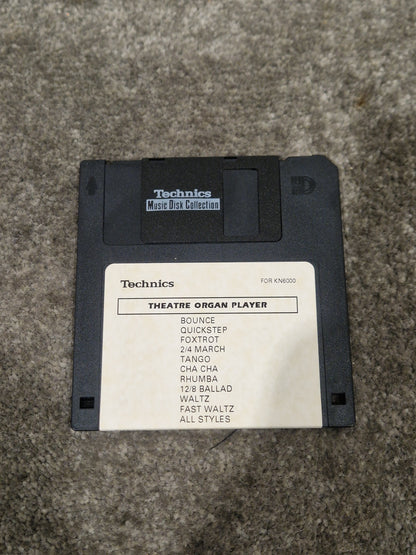 Technics
Music Disk Collection
HD
Technics
FOR KN6000
THEATRE ORGAN PLAYER
BOUNCE
QUICKSTEP
FOXTROT
2/4 MARCH
TANGO
CHA CHA
RHUMBA
12/8 BALLAD
WALTZ
FAST WALTZ
ALL STYLES